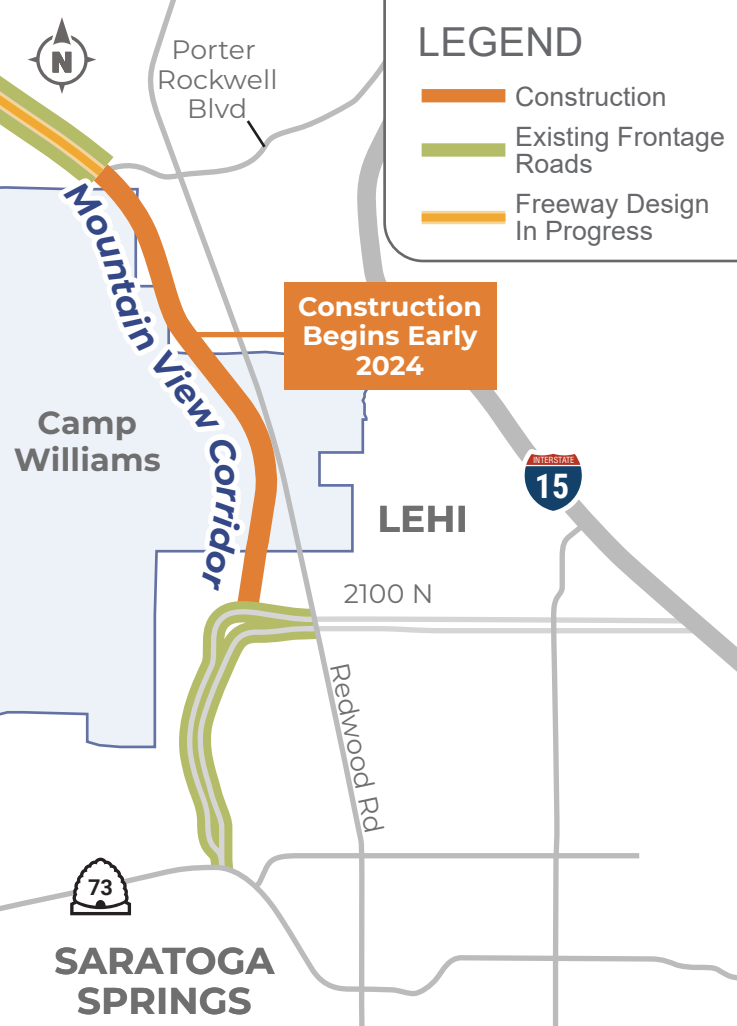 N
Porter
Rockwell
Blvd
LEGEND
Construction
Existing Frontage
Roads
Freeway Design
In Progress
Mountain View Corridor
Construction
Begins Early
2024
Camp
Williams
INTERSTATE
15
LEHI
2100 N
Redwood Rd
73
SARATOGA
SPRINGS